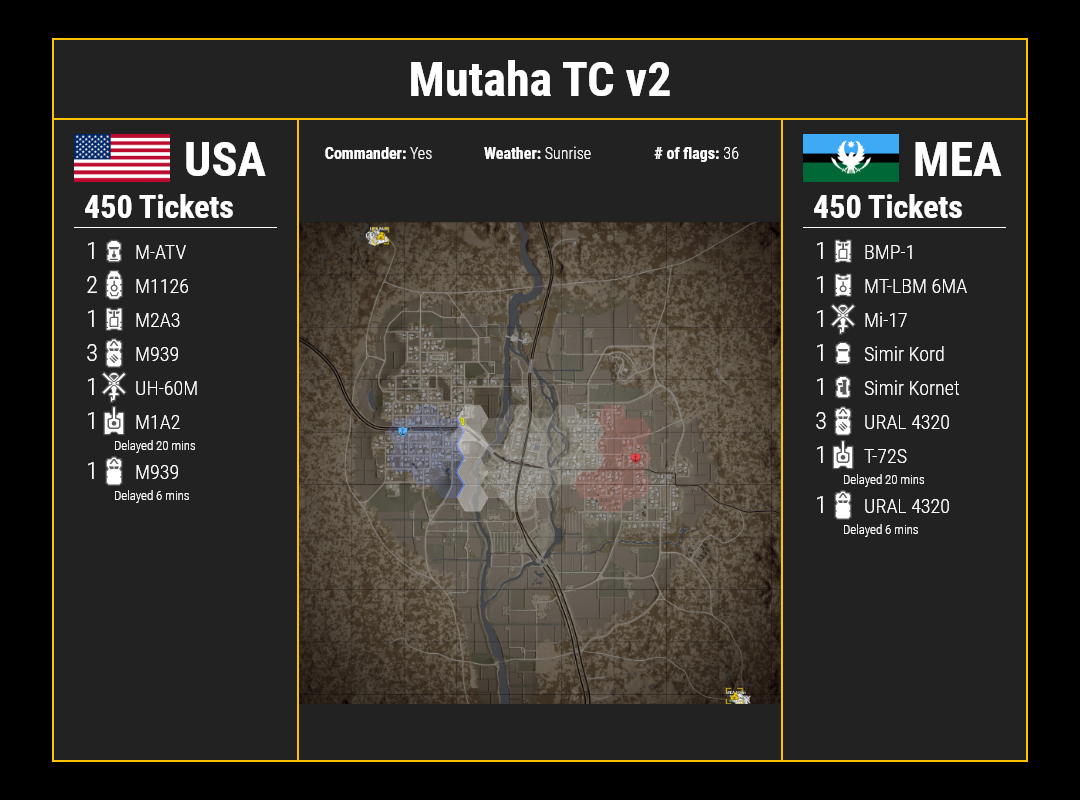 Mutaha TC v2
USA
450 Tickets
1 M-ATV
2 M1126
1 M2A3
3 M939
1 UH-60M
1 M1A2
Delayed 20 mins
1 M939
Delayed 6 mins
Commander: Yes
Weather: Sunrise
# of flags: 36
MEA
450 Tickets
1 BMP-1
1 MT-LBM 6MA
1 Mi-17
1 Simir Kord
1 Simir Kornet
3 URAL 4320
1 T-72S
Delayed 20 mins
1 URAL 4320
Delayed 6 mins